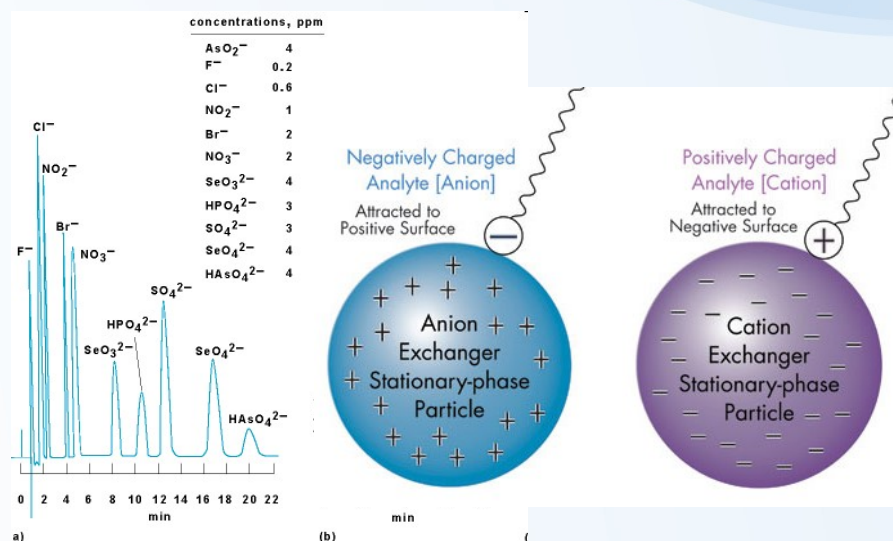 concentrations, ppm
AsO₂⁻ 4
F⁻ 0.2
Cl⁻ 0.6
NO₂⁻ 1
Br⁻ 2
NO₃⁻ 2
SeO₃²⁻ 4
HPO₄²⁻ 3
SO₄²⁻ 3
SeO₄²⁻ 4
HAsO₄²⁻ 4
Cl⁻
NO₂⁻
Br⁻
F⁻
NO₃⁻
SO₄²⁻
HPO₄²⁻
SeO₃²⁻
SeO₄²⁻
HAsO₄²⁻
0 2 4 6 8 10 12 14 16 18 20 22
min
a)
Negatively Charged
Analyte [Anion]
Attracted to
Positive Surface
−
Anion
Exchanger
Stationary-phase
Particle
min
(b)
Positively Charged
Analyte [Cation]
Attracted to
Negative Surface
+
Cation
Exchanger
Stationary-phase
Particle
(